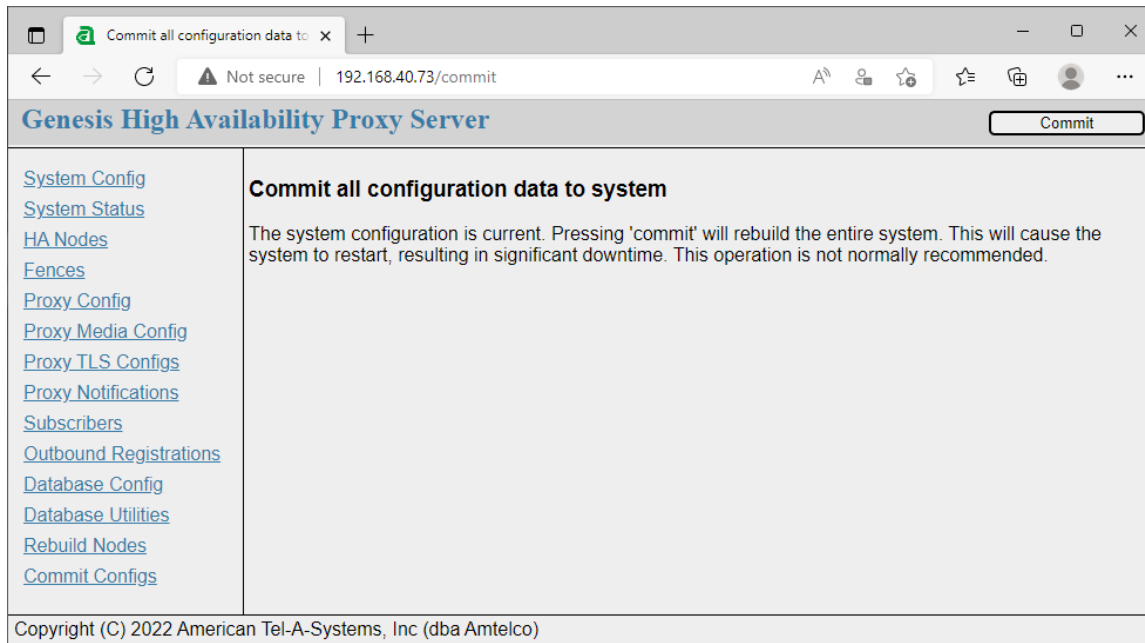 Commit all configuration data to
Not secure
192.168.40.73/commit
Genesis High Availability Proxy Server
Commit
System Config
System Status
HA Nodes
Fences
Proxy Config
Proxy Media Config
Proxy TLS Configs
Proxy Notifications
Subscribers
Outbound Registrations
Database Config
Database Utilities
Rebuild Nodes
Commit Configs
Commit all configuration data to system
The system configuration is current. Pressing 'commit' will rebuild the entire system. This will cause the
system to restart, resulting in significant downtime. This operation is not normally recommended.
Copyright (C) 2022 American Tel-A-Systems, Inc (dba Amtelco)